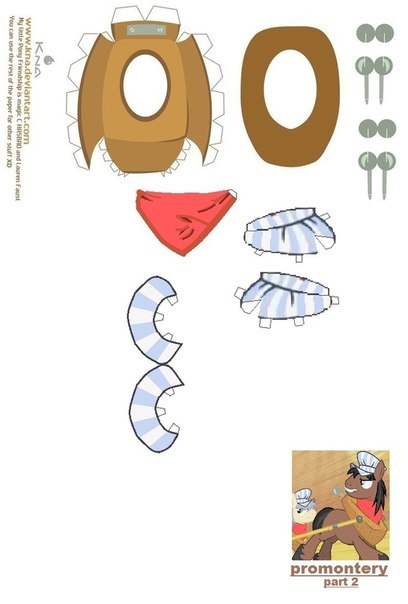 www.kna.deviantart.com
My little Pony Friendship is magic: ( HASBRO) and Lauren Faust
You can use the rest of the paper for other stuff XD
KNA
promontery
part 2